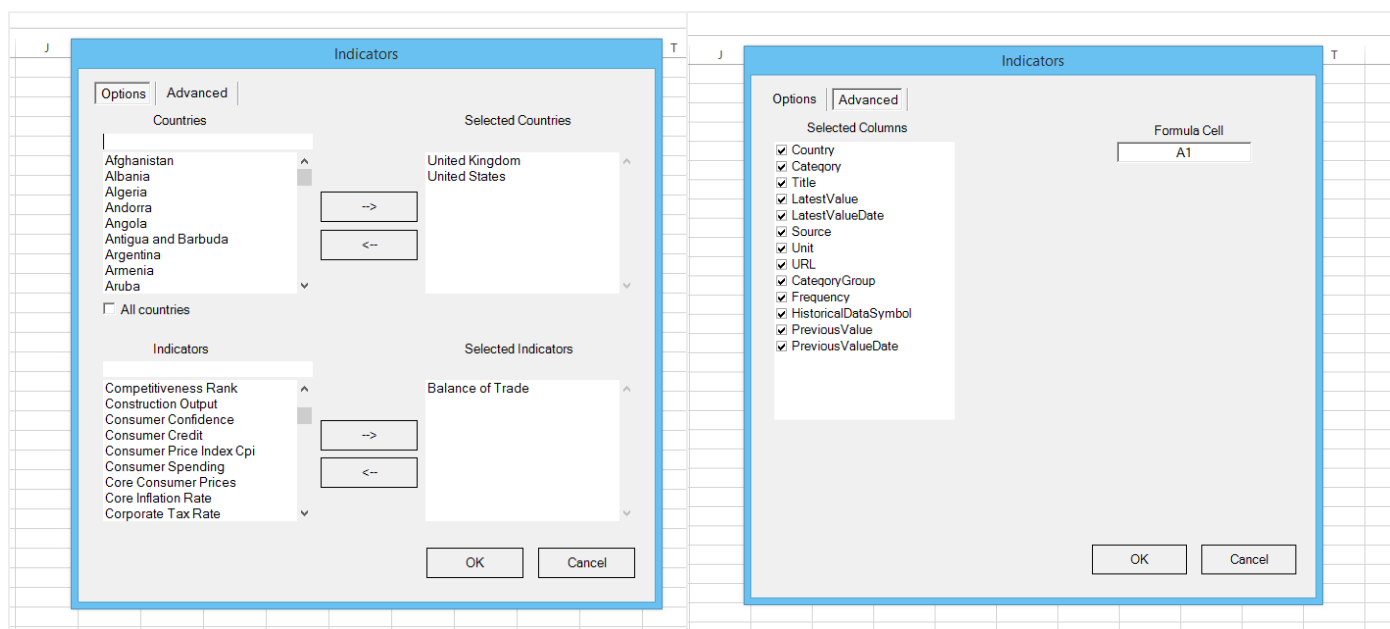 J
T
Indicators
Options
Advanced
Countries
Selected Countries
Afghanistan
Albania
Algeria
Andorra
Angola
Antigua and Barbuda
Argentina
Armenia
Aruba
-->
<--
United Kingdom
United States
All countries
Indicators
Selected Indicators
Competitiveness Rank
Construction Output
Consumer Confidence
Consumer Credit
Consumer Price Index Cpi
Consumer Spending
Core Consumer Prices
Core Inflation Rate
Corporate Tax Rate
-->
<--
Balance of Trade
OK
Cancel
J
T
Indicators
Options
Advanced
Selected Columns
Formula Cell
A1
Country
Category
Title
LatestValue
LatestValueDate
Source
Unit
URL
CategoryGroup
Frequency
HistoricalDataSymbol
PreviousValue
PreviousValueDate
OK
Cancel